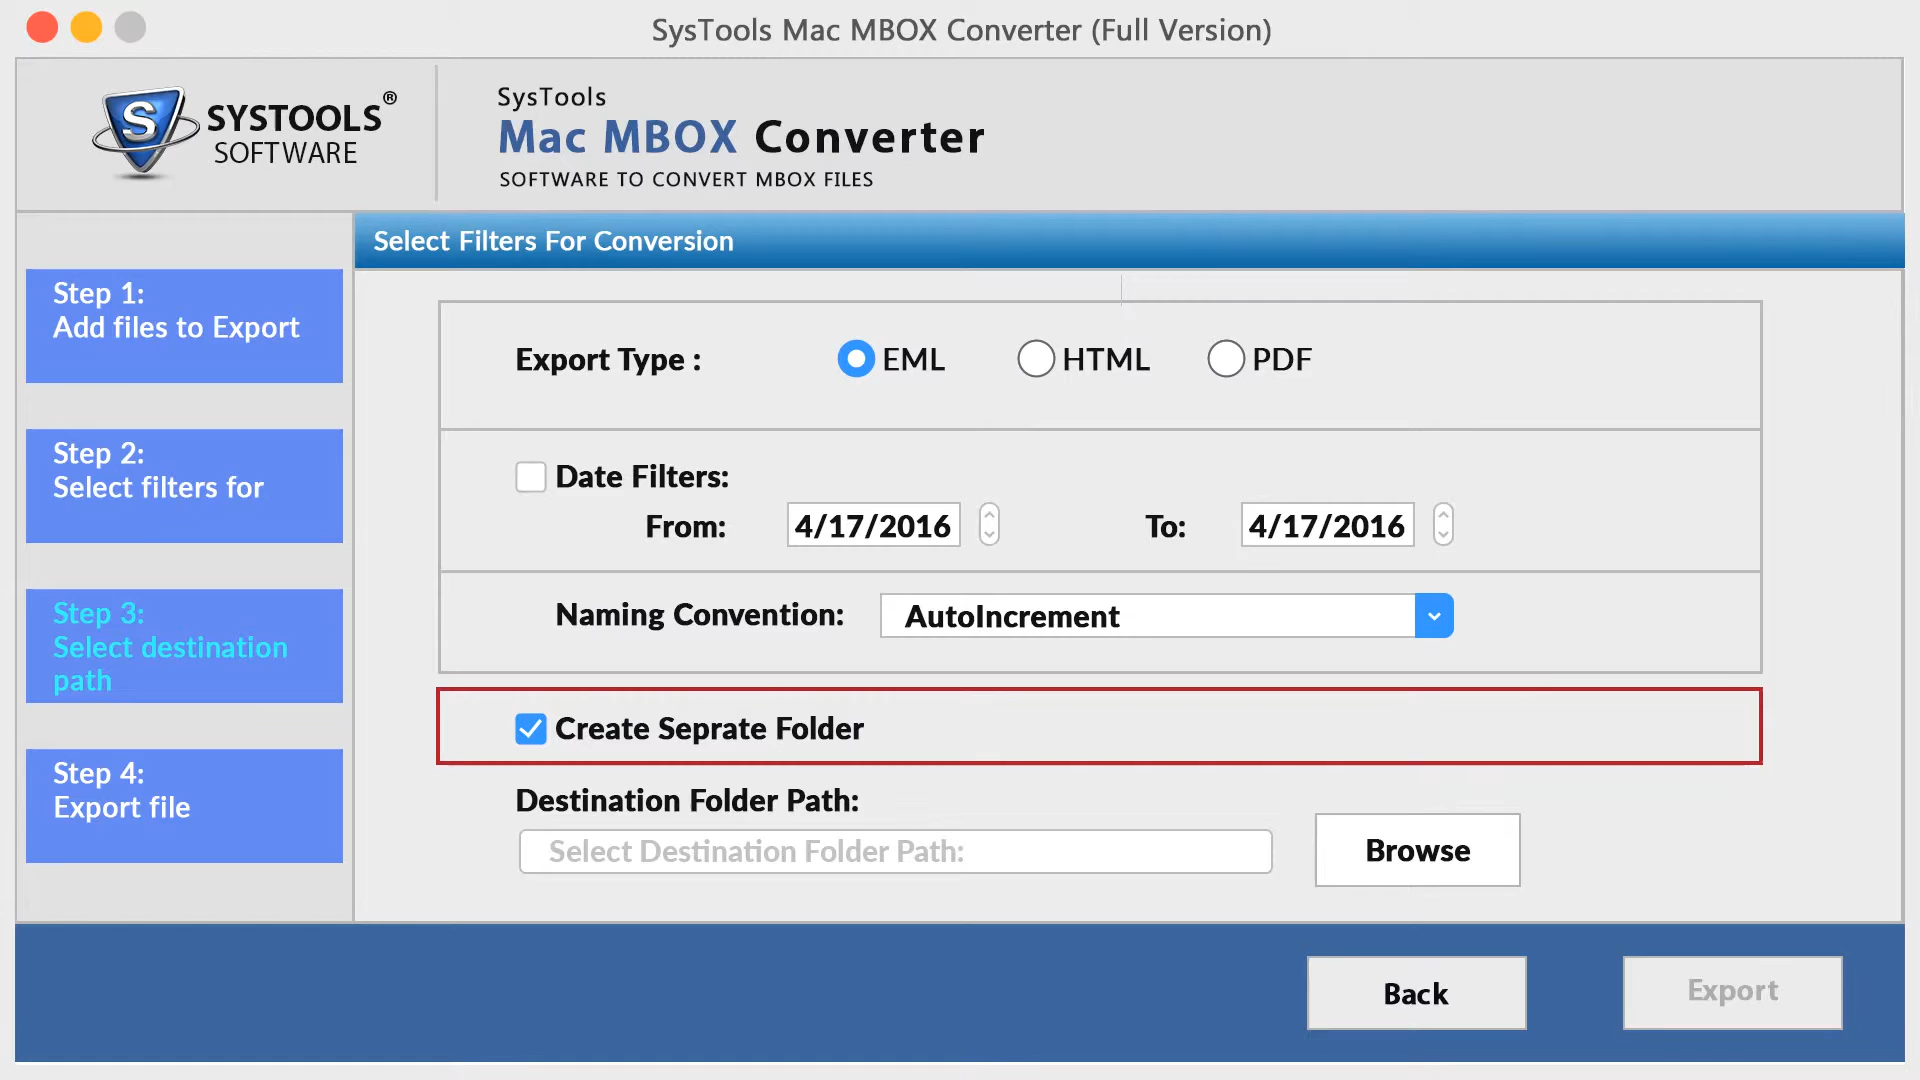 SysTools Mac MBOX Converter (Full Version)
S
SYSTOOLS®
SOFTWARE
SysTools
Mac MBOX Converter
SOFTWARE TO CONVERT MBOX FILES
Select Filters For Conversion
Step 1:
Add files to Export
Step 2:
Select filters for
Step 3:
Select destination
path
Step 4:
Export file
Export Type :
EML
HTML
PDF
Date Filters:
From: 4/17/2016 To: 4/17/2016
Naming Convention: AutoIncrement
Create Seprate Folder
Destination Folder Path:
Select Destination Folder Path:
Browse
Back
Export